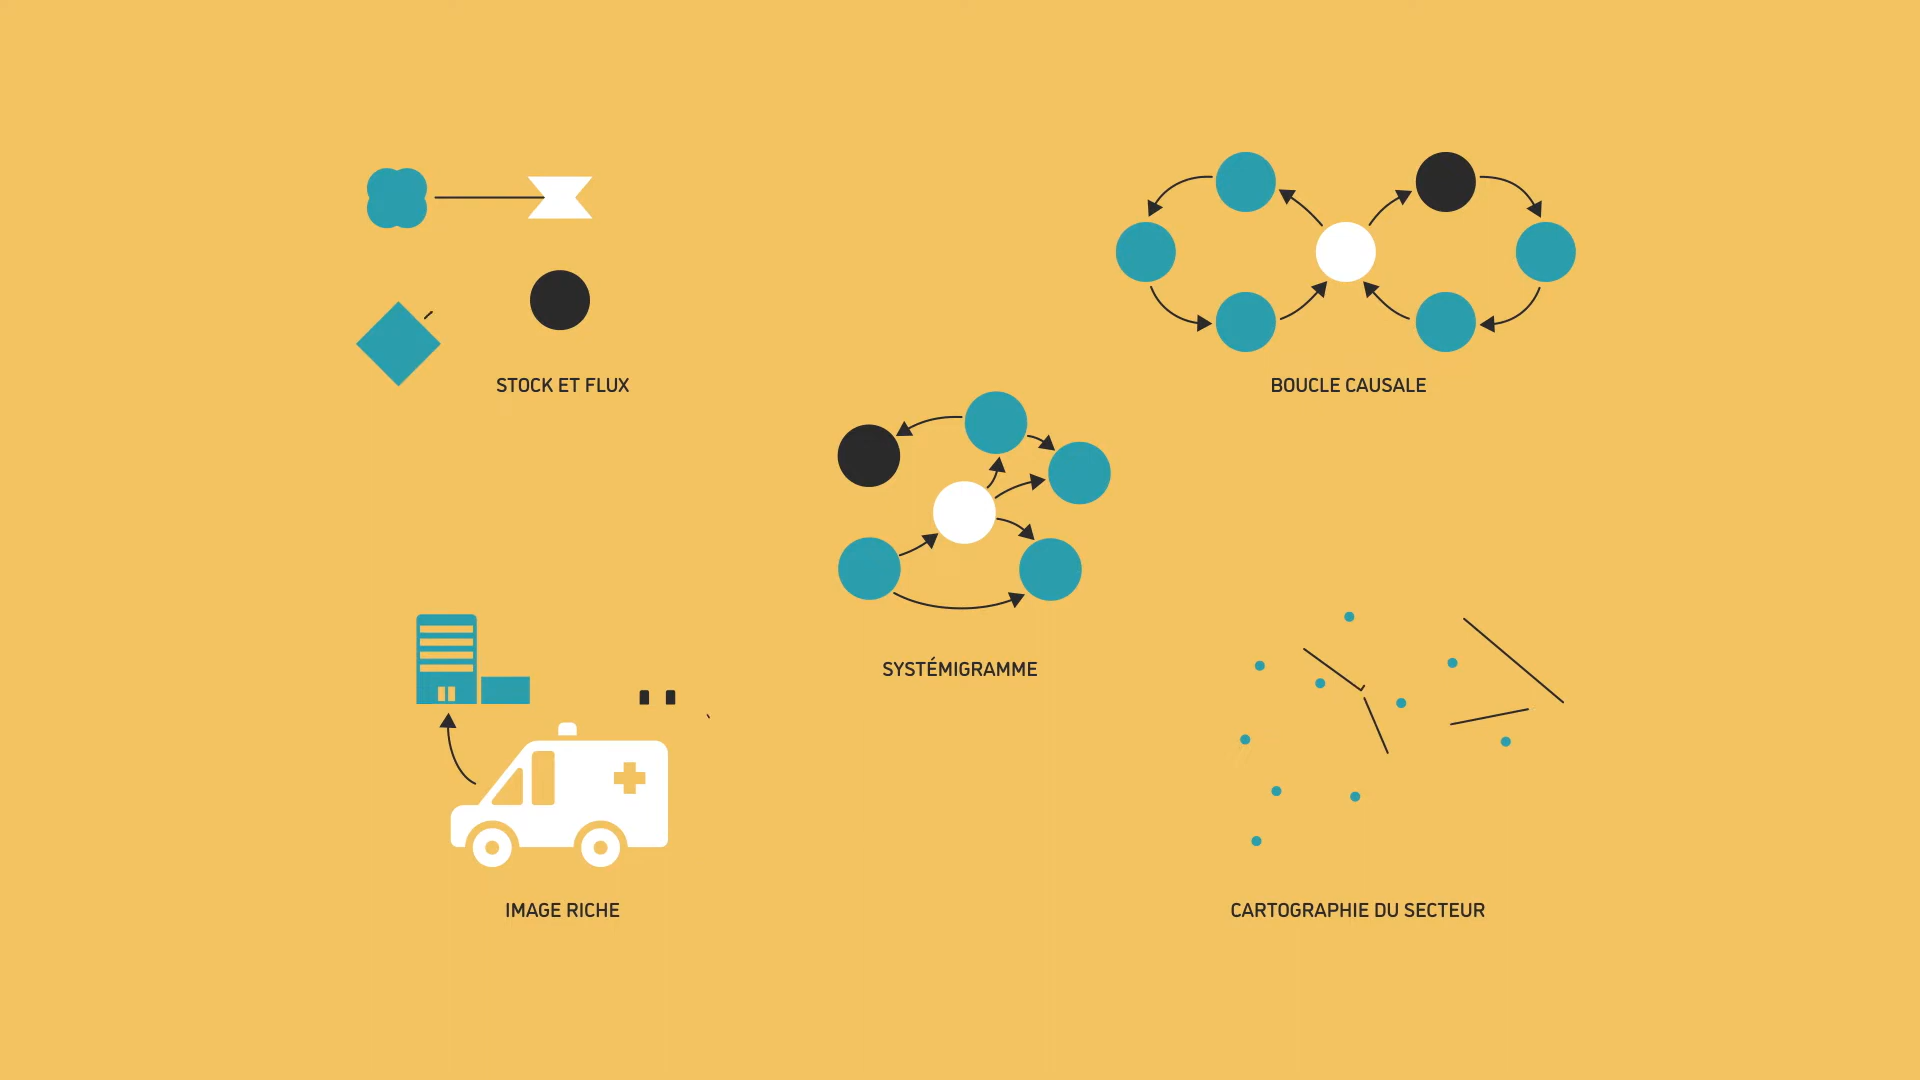 STOCK ET FLUX
BOUCLE CAUSALE
SYSTÉMIGRAMME
IMAGE RICHE
CARTOGRAPHIE DU SECTEUR